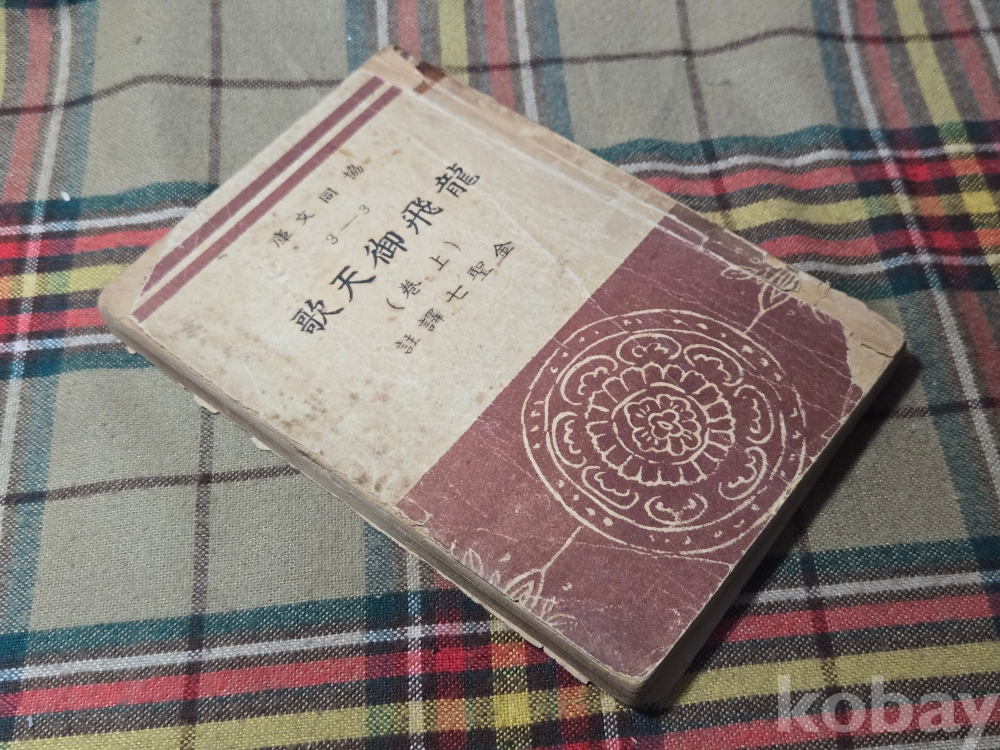 協同文庫
3—3
龍飛御天歌
(上卷)
金聖七譯註
kobay